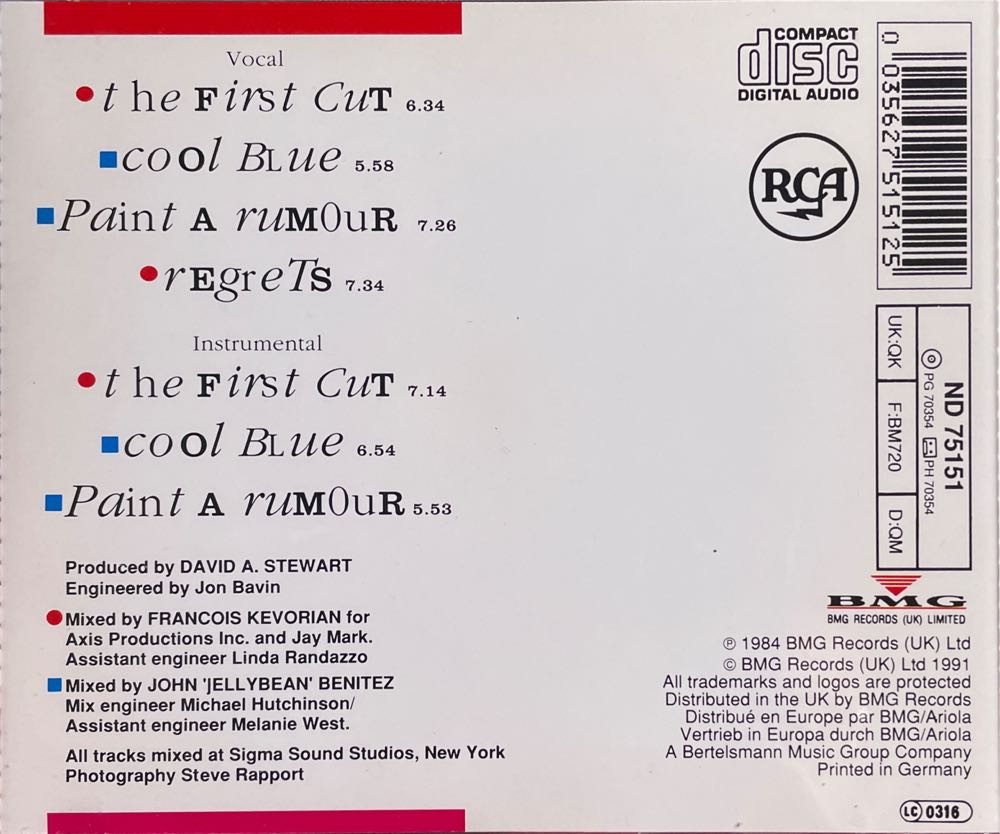 Vocal
the First CuT 6.34
cool BLue 5.58
Paint A ruMOuR 7.26
rEgreTs 7.34
Instrumental
the First CuT 7.14
cool BLue 6.54
Paint A ruMOuR 5.53
Produced by DAVID A. STEWART
Engineered by Jon Bavin
Mixed by FRANCOIS KEVORIAN for
Axis Productions Inc. and Jay Mark.
Assistant engineer Linda Randazzo
Mixed by JOHN 'JELLYBEAN' BENITEZ
Mix engineer Michael Hutchinson/
Assistant engineer Melanie West.
All tracks mixed at Sigma Sound Studios, New York
Photography Steve Rapport
COMPACT
disc
DIGITAL AUDIO
RCA
0 035627 515125
ND 75151
PG 70354 PH 70354
UK:QK
F:BM720
D:QM
BMG
BMG RECORDS (UK) LIMITED
℗ 1984 BMG Records (UK) Ltd
© BMG Records (UK) Ltd 1991
All trademarks and logos are protected
Distributed in the UK by BMG Records
Distribué en Europe par BMG/Ariola
Vertrieb in Europa durch BMG/Ariola
A Bertelsmann Music Group Company
Printed in Germany
LC 0316